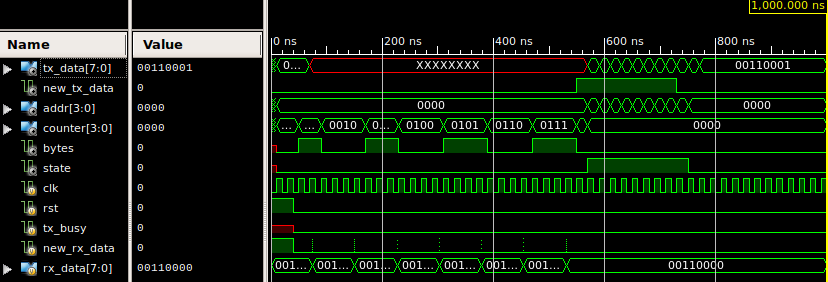 1,000.000 ns
Name Value 0 ns 200 ns 400 ns 600 ns 800 ns
tx_data[7:0] 00110001 0... XXXXXXXX 00110001
new_tx_data 0
addr[3:0] 0000 0000 0000
counter[3:0] 0000 ... ... 0010 0... 0100 0101 0110 0111 0000
bytes 0
state 0
clk 0
rst 0
tx_busy 0
new_rx_data 0
rx_data[7:0] 00110000 001... 001... 001... 001... 001... 001... 001... 00110000